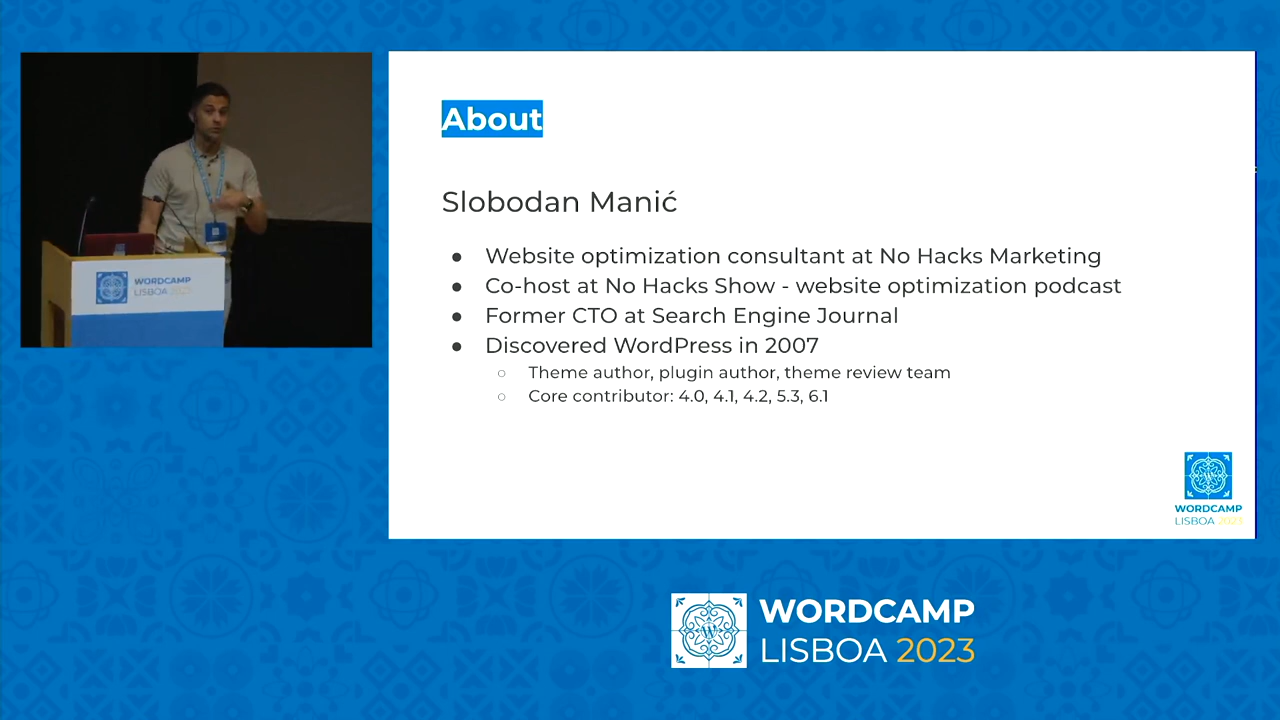 About
Slobodan Manić
● Website optimization consultant at No Hacks Marketing
● Co-host at No Hacks Show - website optimization podcast
● Former CTO at Search Engine Journal
● Discovered WordPress in 2007
○ Theme author, plugin author, theme review team
○ Core contributor: 4.0, 4.1, 4.2, 5.3, 6.1
WORDCAMP
LISBOA 2023
WORDCAMP
LISBOA 2023
WORDCAMP
LISBOA 2023